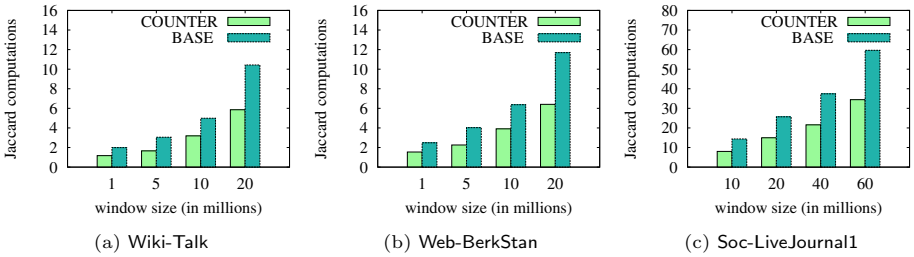 Jaccard computations
16
14
12
10
8
6
4
2
0
COUNTER
BASE
1 5 10 20
window size (in millions)
(a) Wiki-Talk
Jaccard computations
16
14
12
10
8
6
4
2
0
COUNTER
BASE
1 5 10 20
window size (in millions)
(b) Web-BerkStan
Jaccard computations
80
70
60
50
40
30
20
10
0
COUNTER
BASE
10 20 40 60
window size (in millions)
(c) Soc-LiveJournal1